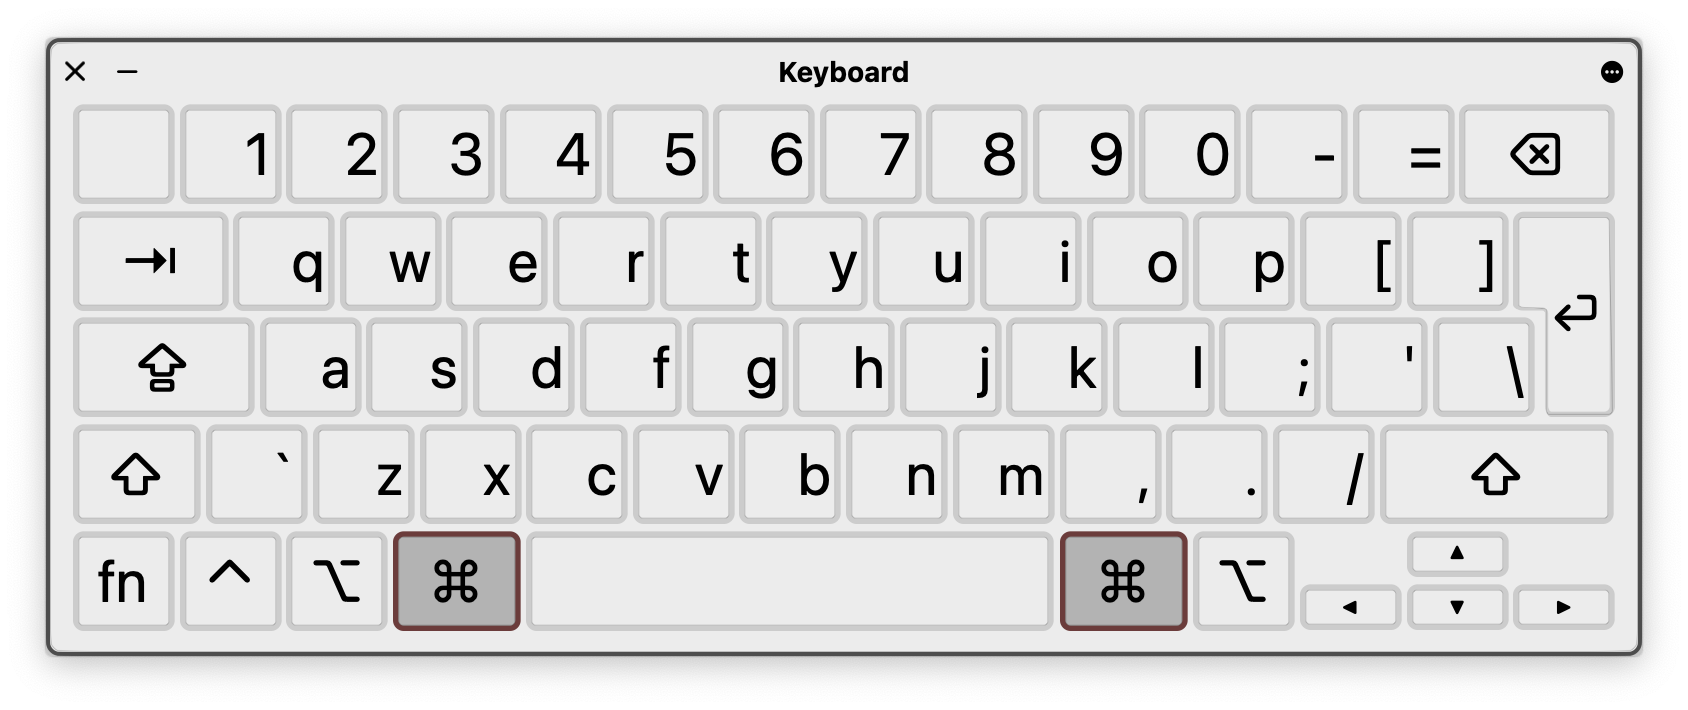 Keyboard
1 2 3 4 5 6 7 8 9 0 - =
q w e r t y u i o p [ ]
a s d f g h j k l ; ' \
` z x c v b n m , . /
fn ^ ⌥ ⌘ ⌘ ⌥